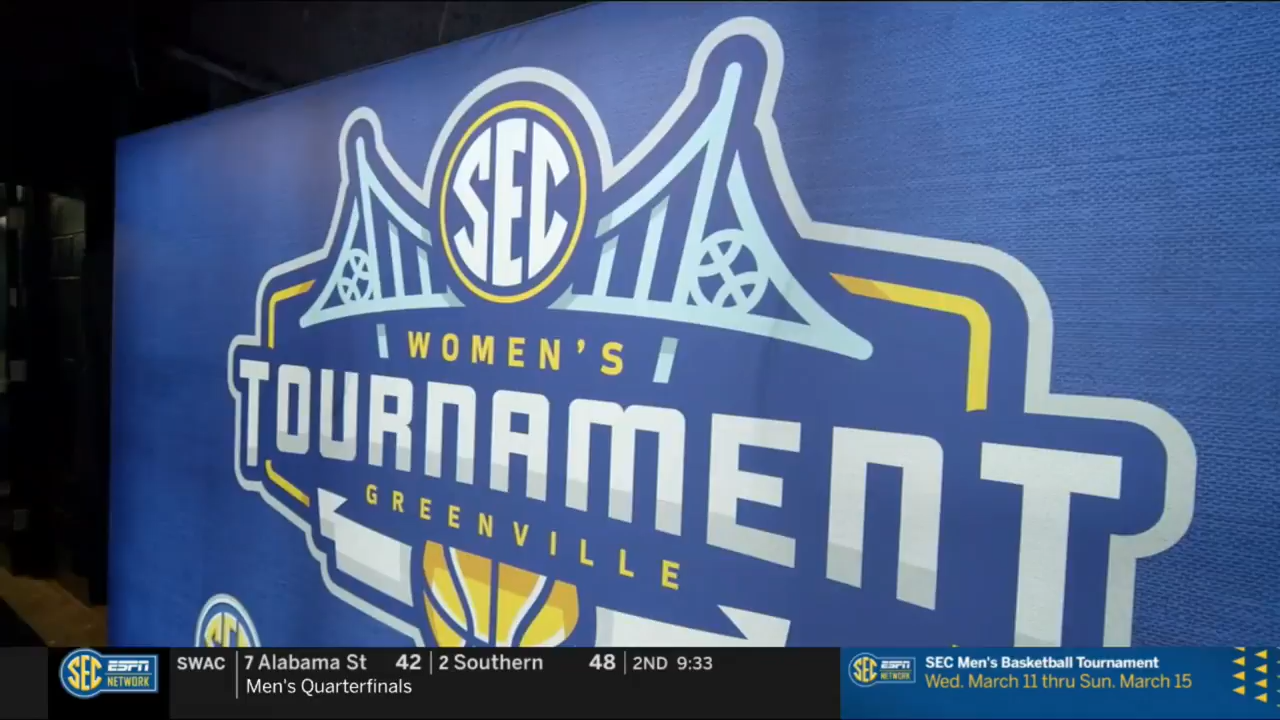 SEC
WOMEN'S
TOURNAMENT
GREENVILLE
SEC
SEC ESPN NETWORK
SWAC
7 Alabama St 42
2 Southern 48
2ND 9:33
Men's Quarterfinals
SEC ESPN NETWORK
SEC Men's Basketball Tournament
Wed. March 11 thru Sun. March 15